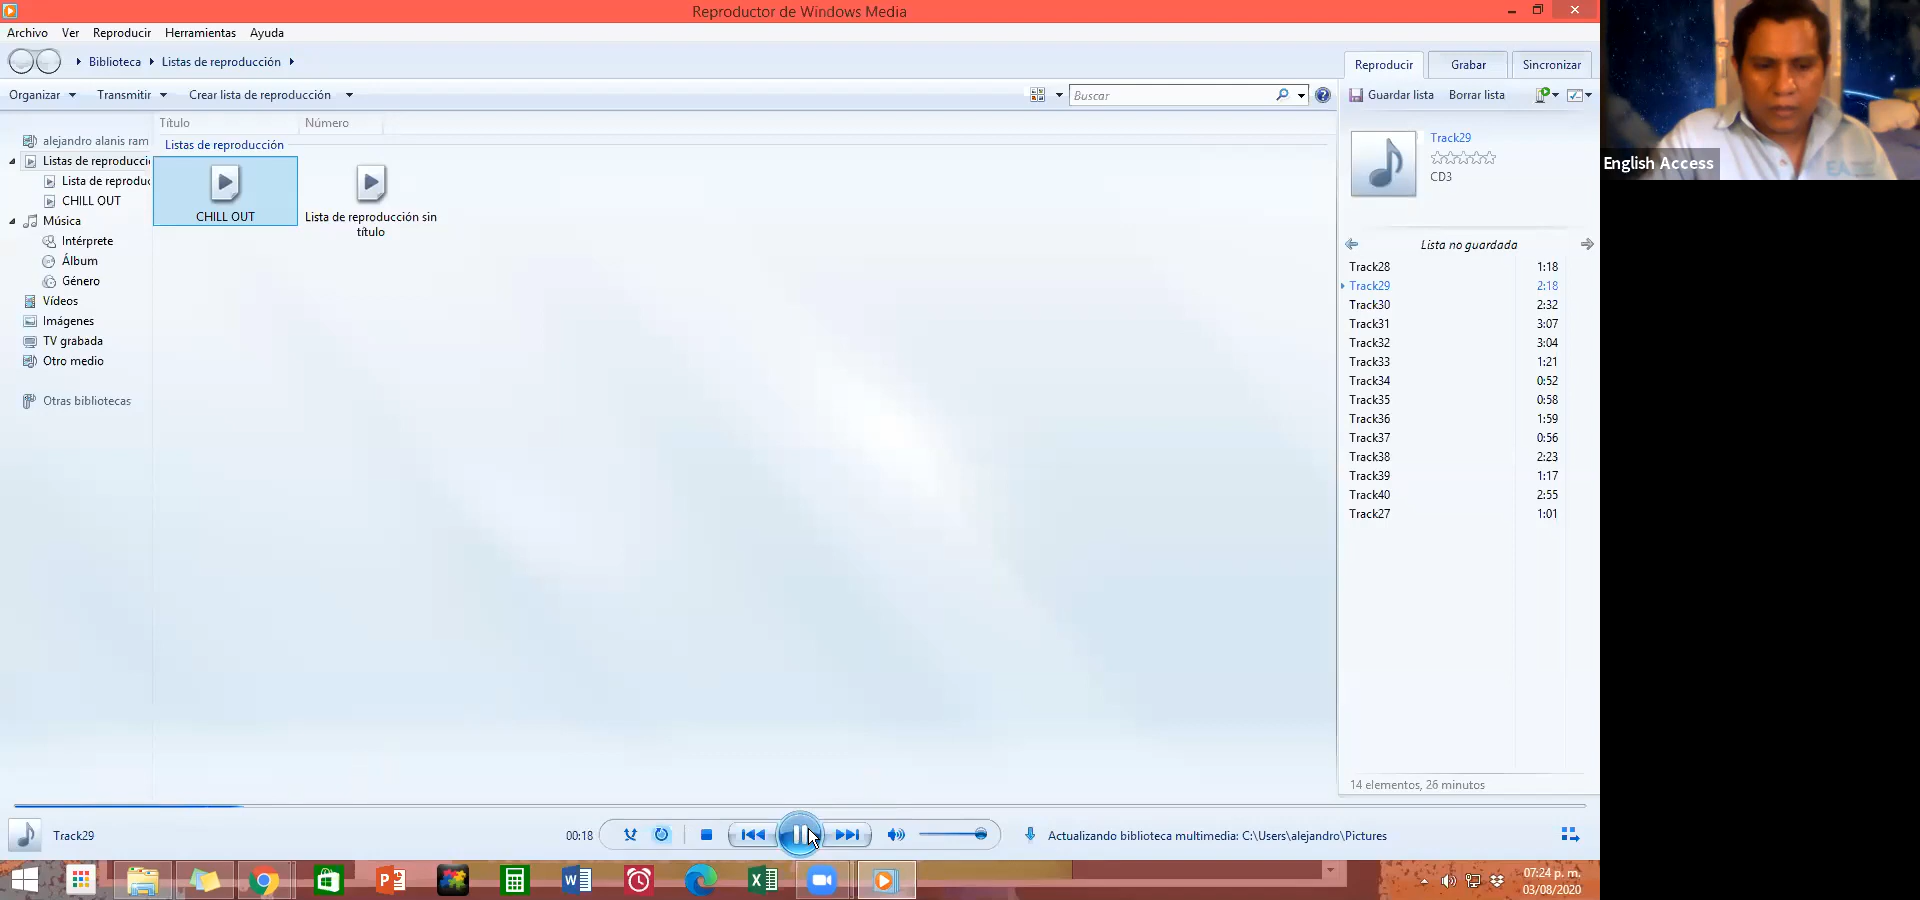 Reproductor de Windows Media
Archivo Ver Reproducir Herramientas Ayuda
Biblioteca Listas de reproducción
Reproducir Grabar Sincronizar
Organizar Transmitir Crear lista de reproducción
Buscar
Guardar lista Borrar lista
Título Número
alejandro alanis ram
Listas de reproducci
Lista de reproduc
CHILL OUT
Música
Intérprete
Álbum
Género
Vídeos
Imágenes
TV grabada
Otro medio
Otras bibliotecas
Listas de reproducción
CHILL OUT
Lista de reproducción sin
título
Track29
CD3
Lista no guardada
Track28 1:18
Track29 2:18
Track30 2:32
Track31 3:07
Track32 3:04
Track33 1:21
Track34 0:52
Track35 0:58
Track36 1:59
Track37 0:56
Track38 2:23
Track39 1:17
Track40 2:55
Track27 1:01
14 elementos, 26 minutos
English Access
Track29
00:18
Actualizando biblioteca multimedia: C:\Users\alejandro\Pictures
07:24 p. m.
03/08/2020